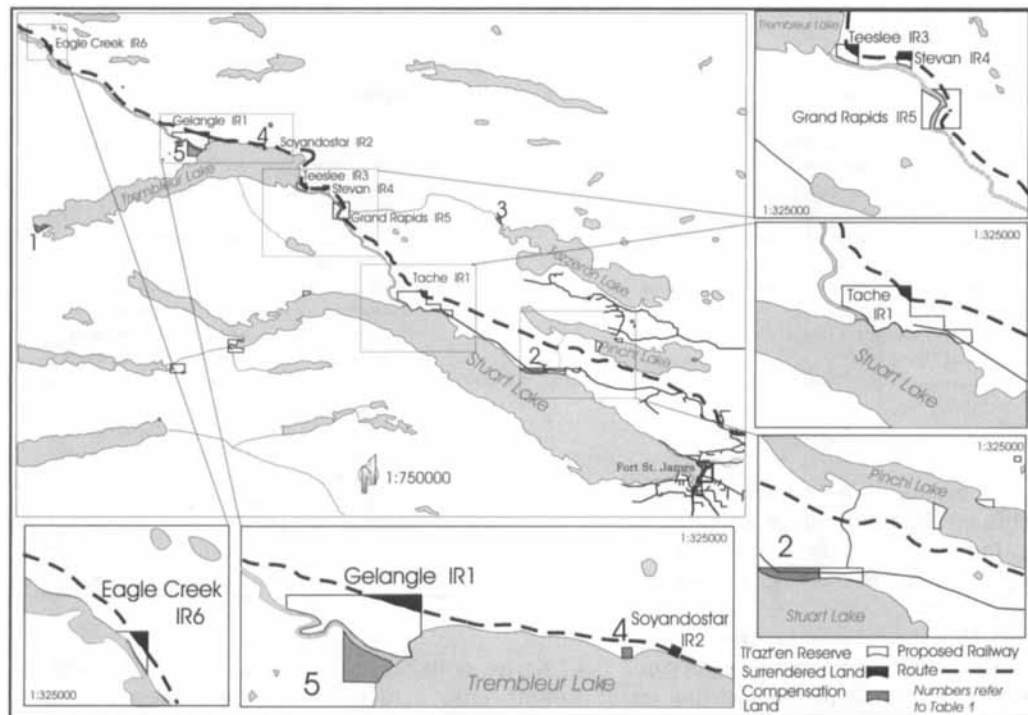 Eagle Creek IR6
Gelangle IR1
4
Soyandostar IR2
5
Teeslee IR3
Stevan IR4
Trembleur Lake
Grand Rapids IR5
1
3
Tezzeron Lake
Tache IR1
Pinchi Lake
2
Stuart Lake
Fort St. James
1:750000
Trembleur Lake
Teeslee IR3
Stevan IR4
Grand Rapids IR5
1:325000
1:325000
Tache
IR1
Stuart Lake
1:325000
Pinchi Lake
2
Stuart Lake
Eagle Creek
IR6
1:325000
1:325000
Gelangle IR1
4
Soyandostar
IR2
5
Trembleur Lake
Tl'azt'en Reserve
Proposed Railway
Surrendered Land
Route
Compensation
Land
Numbers refer
to Table 1